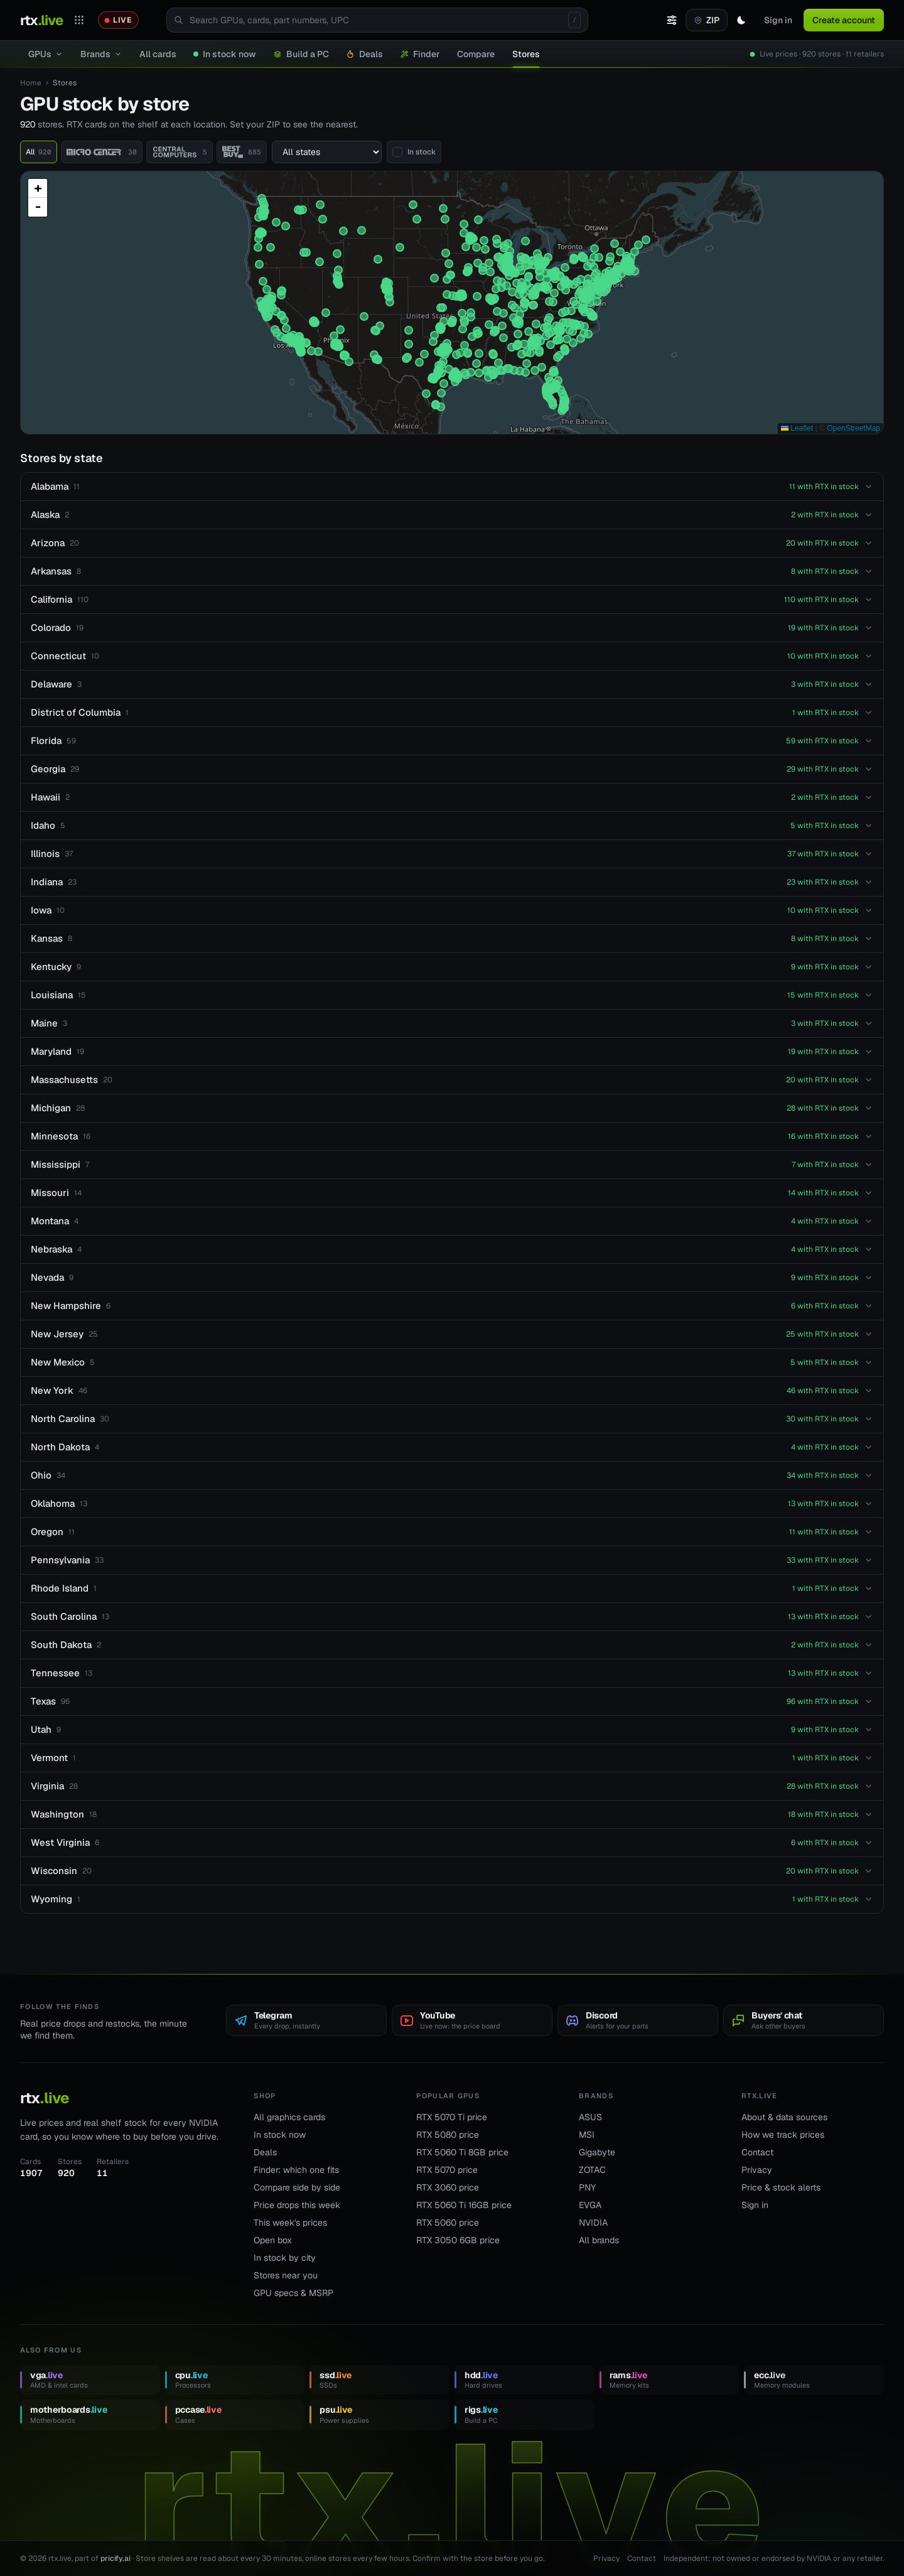 rtx.live
LIVE
Search GPUs, cards, part numbers, UPC
/
ZIP
Sign in
Create account
GPUs
Brands
All cards
In stock now
Build a PC
Deals
Finder
Compare
Stores
Live prices · 920 stores · 11 retailers
Home › Stores
GPU stock by store
920 stores. RTX cards on the shelf at each location. Set your ZIP to see the nearest.
All 920
MICRO CENTER 30
CENTRAL COMPUTERS 5
BEST BUY 885
All states
In stock
+
-
Ottawa
Toronto
United States
Phoenix
México
La Habana
The Bahamas
Leaflet | © OpenStreetMap
Stores by state
Alabama 11 11 with RTX in stock
Alaska 2 2 with RTX in stock
Arizona 20 20 with RTX in stock
Arkansas 8 8 with RTX in stock
California 110 110 with RTX in stock
Colorado 19 19 with RTX in stock
Connecticut 10 10 with RTX in stock
Delaware 3 3 with RTX in stock
District of Columbia 1 1 with RTX in stock
Florida 59 59 with RTX in stock
Georgia 29 29 with RTX in stock
Hawaii 2 2 with RTX in stock
Idaho 5 5 with RTX in stock
Illinois 37 37 with RTX in stock
Indiana 23 23 with RTX in stock
Iowa 10 10 with RTX in stock
Kansas 8 8 with RTX in stock
Kentucky 9 9 with RTX in stock
Louisiana 15 15 with RTX in stock
Maine 3 3 with RTX in stock
Maryland 19 19 with RTX in stock
Massachusetts 20 20 with RTX in stock
Michigan 28 28 with RTX in stock
Minnesota 16 16 with RTX in stock
Mississippi 7 7 with RTX in stock
Missouri 14 14 with RTX in stock
Montana 4 4 with RTX in stock
Nebraska 4 4 with RTX in stock
Nevada 9 9 with RTX in stock
New Hampshire 6 6 with RTX in stock
New Jersey 25 25 with RTX in stock
New Mexico 5 5 with RTX in stock
New York 46 46 with RTX in stock
North Carolina 30 30 with RTX in stock
North Dakota 4 4 with RTX in stock
Ohio 34 34 with RTX in stock
Oklahoma 13 13 with RTX in stock
Oregon 11 11 with RTX in stock
Pennsylvania 33 33 with RTX in stock
Rhode Island 1 1 with RTX in stock
South Carolina 13 13 with RTX in stock
South Dakota 2 2 with RTX in stock
Tennessee 13 13 with RTX in stock
Texas 96 96 with RTX in stock
Utah 9 9 with RTX in stock
Vermont 1 1 with RTX in stock
Virginia 28 28 with RTX in stock
Washington 18 18 with RTX in stock
West Virginia 6 6 with RTX in stock
Wisconsin 20 20 with RTX in stock
Wyoming 1 1 with RTX in stock
FOLLOW THE FINDS
Real price drops and restocks, the minute
we find them.
Telegram
Every drop, instantly
YouTube
Live now: the price board
Discord
Alerts for your parts
Buyers' chat
Ask other buyers
rtx.live
Live prices and real shelf stock for every NVIDIA
card, so you know where to buy before you drive.
Cards Stores Retailers
1907 920 11
SHOP
All graphics cards
In stock now
Deals
Finder: which one fits
Compare side by side
Price drops this week
This week's prices
Open box
In stock by city
Stores near you
GPU specs & MSRP
POPULAR GPUS
RTX 5070 Ti price
RTX 5080 price
RTX 5060 Ti 8GB price
RTX 5070 price
RTX 3060 price
RTX 5060 Ti 16GB price
RTX 5060 price
RTX 3050 6GB price
BRANDS
ASUS
MSI
Gigabyte
ZOTAC
PNY
EVGA
NVIDIA
All brands
RTX.LIVE
About & data sources
How we track prices
Contact
Privacy
Price & stock alerts
Sign in
ALSO FROM US
vga.live
AMD & Intel cards
cpu.live
Processors
ssd.live
SSDs
hdd.live
Hard drives
rams.live
Memory kits
ecc.live
Memory modules
motherboards.live
Motherboards
pccase.live
Cases
psu.live
Power supplies
rigs.live
Build a PC
rtx.live
© 2026 rtx.live, part of pricify.ai · Store shelves are read about every 30 minutes, online stores every few hours. Confirm with the store before you go.
Privacy Contact Independent: not owned or endorsed by NVIDIA or any retailer.